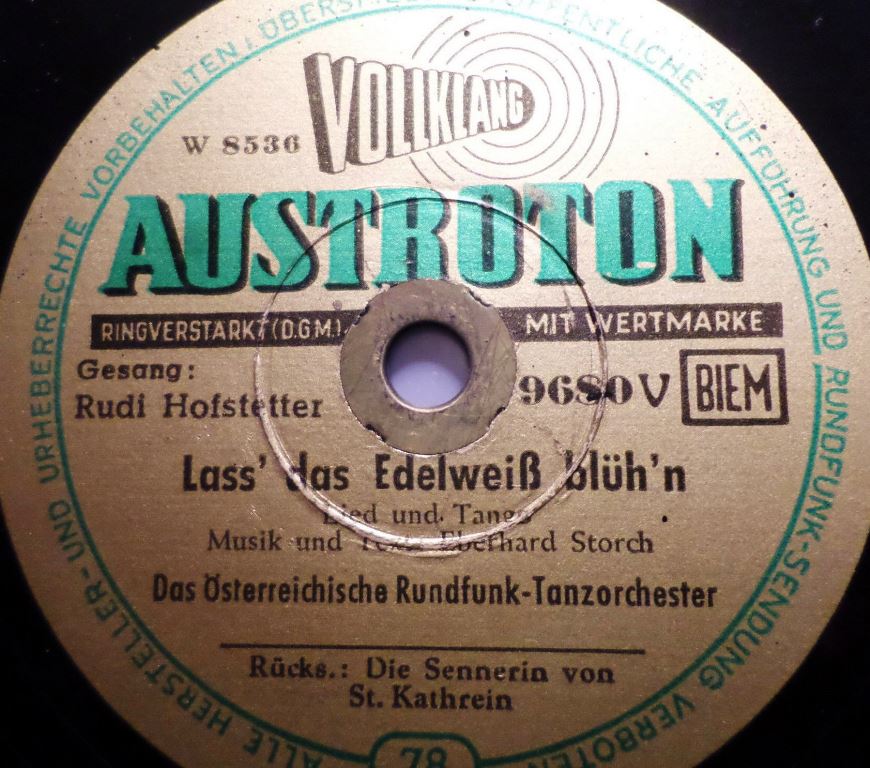 ALLE HERSTELLER- UND URHEBERRECHTE VORBEHALTEN, ÖFFENTLICHE AUFFÜHRUNG UND RUNDFUNK-SENDUNG VERBOTEN
VOLLKLANG
W 8536
AUSTROTON
RINGVERSTARKT (D.G.M.) MIT WERTMARKE
Gesang:
Rudi Hofstetter
9680 V BIEM
Lass' das Edelweiß blüh'n
Lied und Tango
Musik und Text: Eberhard Storch
Das Österreichische Rundfunk-Tanzorchester
Rücks.: Die Sennerin von
St. Kathrein
78